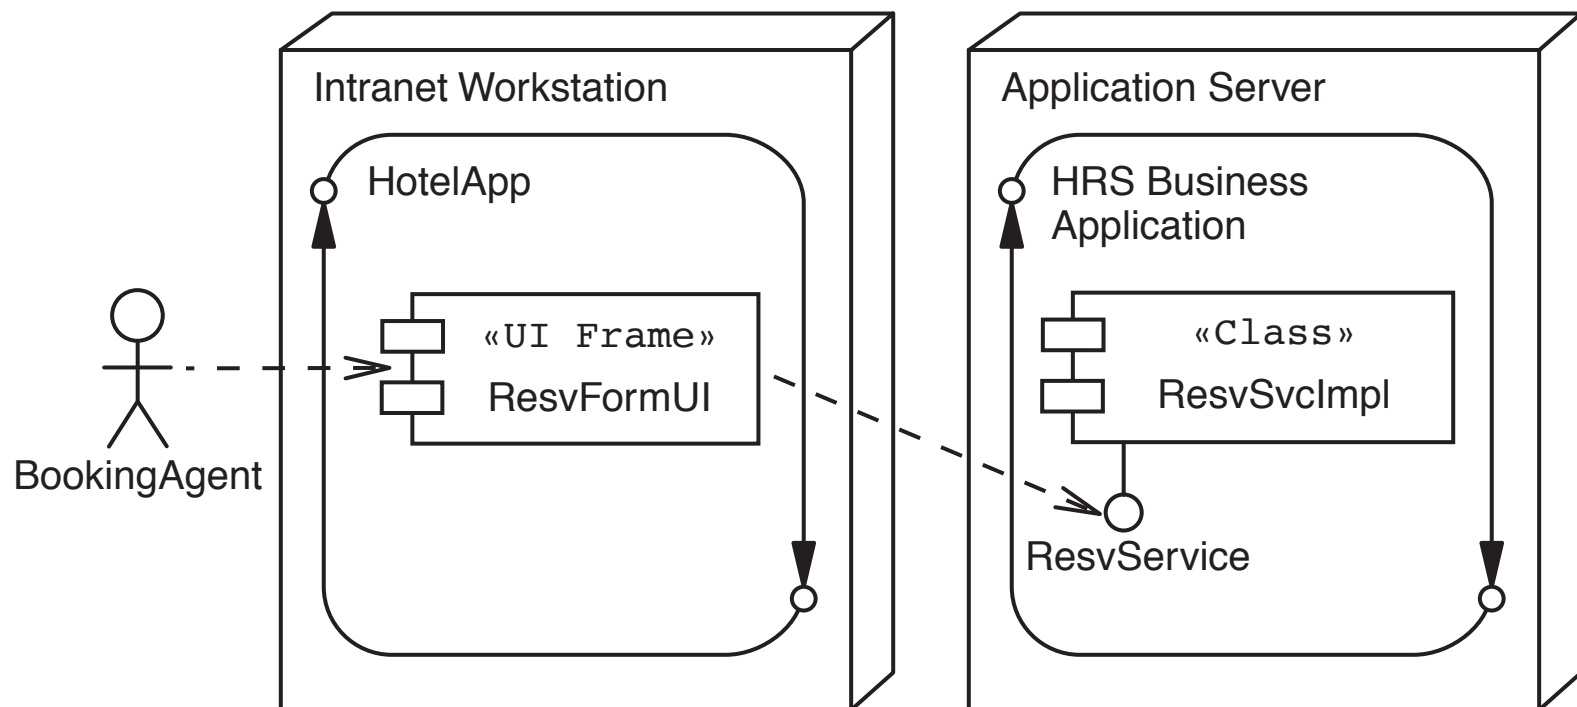 Intranet Workstation
Application Server
HotelApp
HRS Business
Application
«UI Frame»
ResvFormUI
«Class»
ResvSvcImpl
BookingAgent
ResvService